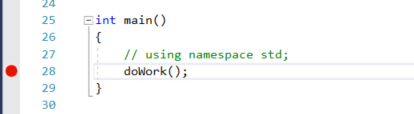 24
25 int main()
26 {
27 // using namespace std;
28 doWork();
29 }
30